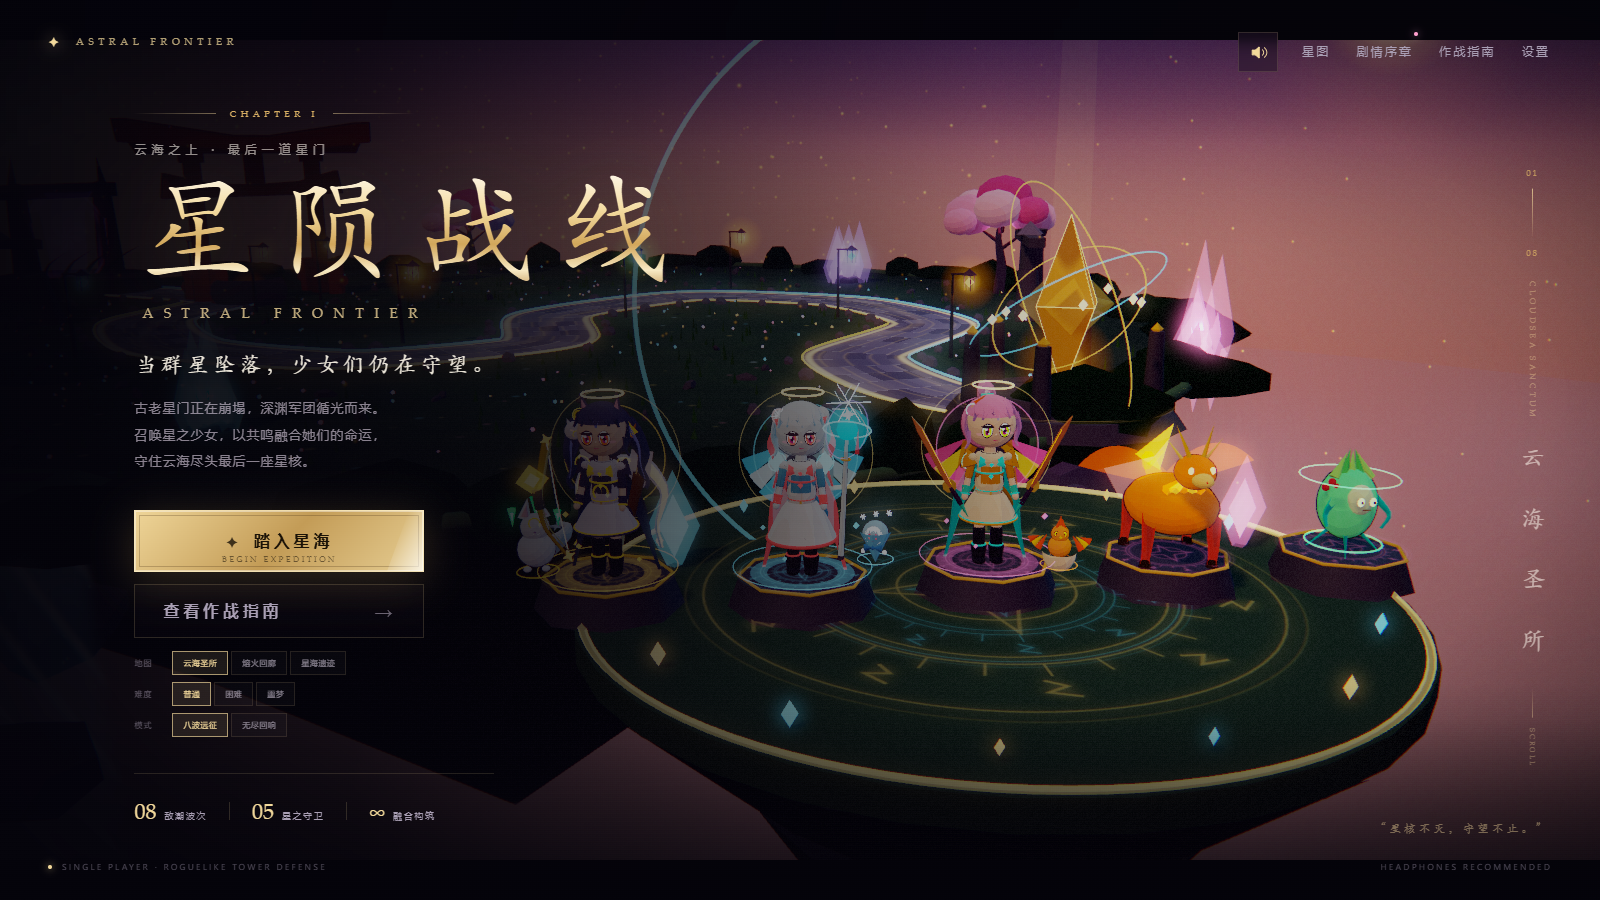 ASTRAL FRONTIER
星图 剧情序章 作战指南 设置
CHAPTER I
云海之上 · 最后一道星门
星陨战线
ASTRAL FRONTIER
当群星坠落，少女们仍在守望。
古老星门正在崩塌，深渊军团循光而来。
召唤星之少女，以共鸣融合她们的命运，
守住云海尽头最后一座星核。
踏入星海
BEGIN EXPEDITION
查看作战指南 →
地图 云海圣所 熔火回廊 星海遗迹
难度 普通 困难 噩梦
模式 八波远征 无尽回响
08 敌潮波次 05 星之守卫 ∞ 融合构筑
SINGLE PLAYER · ROGUELIKE TOWER DEFENSE
01
08
CLOUDSEA SANCTUM
云海圣所
SCROLL
“星核不灭，守望不止。”
HEADPHONES RECOMMENDED